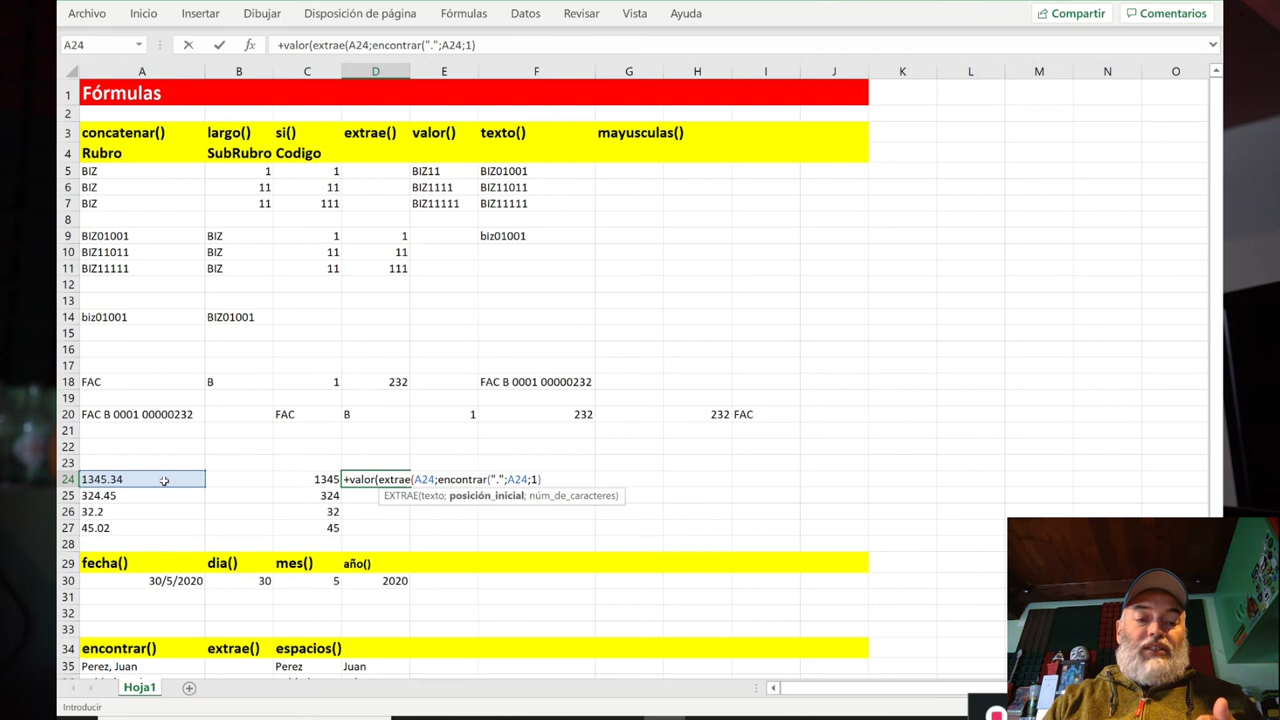 Archivo Inicio Insertar Dibujar Disposición de página Fórmulas Datos Revisar Vista Ayuda Compartir Comentarios
A24 fx +valor(extrae(A24;encontrar(".";A24;1)
A B C D E F G H I J K L M N O
1 Fórmulas
2
3 concatenar() largo() si() extrae() valor() texto() mayusculas()
4 Rubro SubRubro Codigo
5 BIZ 1 1 BIZ11 BIZ01001
6 BIZ 11 11 BIZ1111 BIZ11011
7 BIZ 11 111 BIZ11111 BIZ11111
8
9 BIZ01001 BIZ 1 1 biz01001
10 BIZ11011 BIZ 11 11
11 BIZ11111 BIZ 11 111
12
13
14 biz01001 BIZ01001
15
16
17
18 FAC B 1 232 FAC B 0001 00000232
19
20 FAC B 0001 00000232 FAC B 1 232 232 FAC
21
22
23
24 1345.34 1345 +valor(extrae(A24;encontrar(".";A24;1)
25 324.45 324 EXTRAE(texto; posición_inicial; núm_de_caracteres)
26 32.2 32
27 45.02 45
28
29 fecha() dia() mes() año()
30 30/5/2020 30 5 2020
31
32
33
34 encontrar() extrae() espacios()
35 Perez, Juan Perez Juan
Hoja1
Introducir